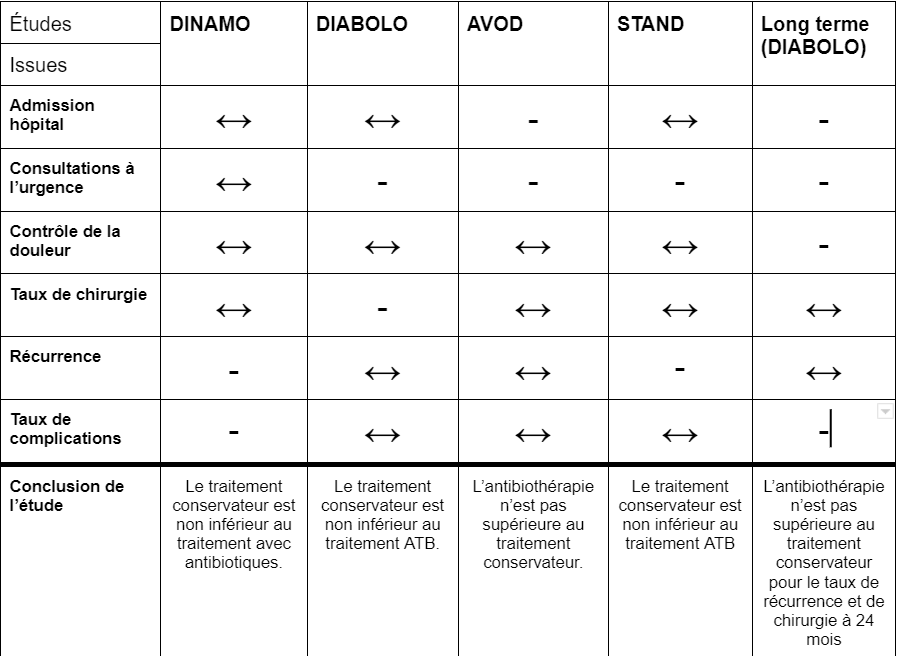 Études
DINAMO
DIABOLO
AVOD
STAND
Long terme
(DIABOLO)
Issues
Admission
hôpital
↔ ↔ - ↔ -
Consultations à
l’urgence
↔ - - - -
Contrôle de la
douleur
↔ ↔ ↔ ↔ -
Taux de chirurgie
↔ - ↔ ↔ ↔
Récurrence
- ↔ ↔ - ↔
Taux de
complications
- ↔ ↔ ↔ -
Conclusion de
l’étude
Le traitement
conservateur est
non inférieur au
traitement avec
antibiotiques.
Le traitement
conservateur est
non inférieur au
traitement ATB.
L’antibiothérapie
n’est pas
supérieure au
traitement
conservateur.
Le traitement
conservateur est
non inférieur au
traitement ATB
L’antibiothérapie
n’est pas
supérieure au
traitement
conservateur
pour le taux de
récurrence et de
chirurgie à 24
mois